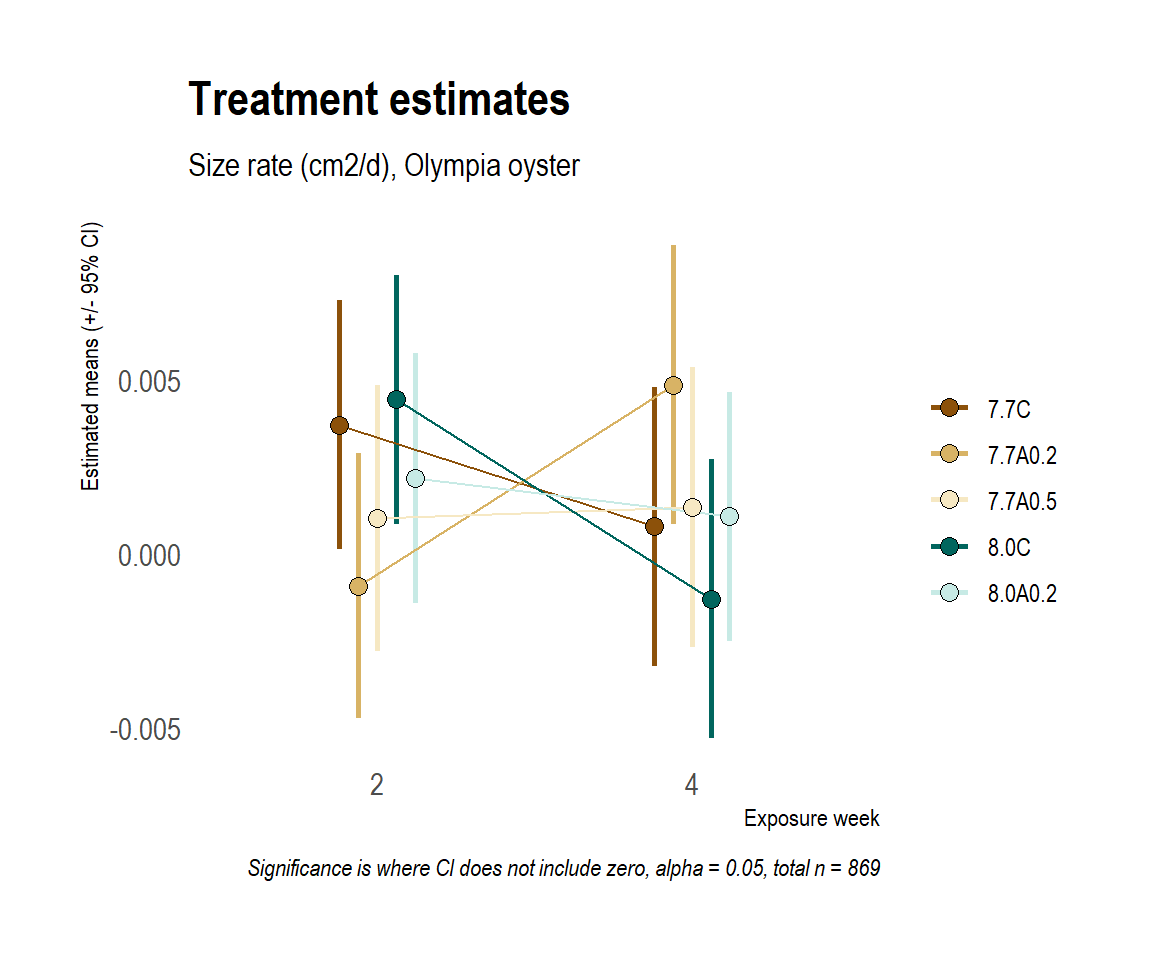 Treatment estimates
Size rate (cm2/d), Olympia oyster
Estimated means (+/- 95% CI)
0.005
0.000
-0.005
2
4
Exposure week
7.7C
7.7A0.2
7.7A0.5
8.0C
8.0A0.2
Significance is where CI does not include zero, alpha = 0.05, total n = 869